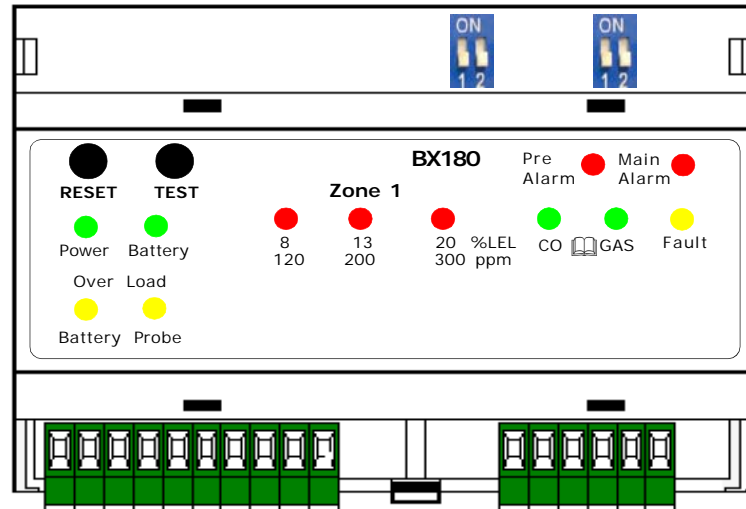 ON ON
1 2 1 2
BX180 Pre Alarm Main Alarm
RESET TEST Zone 1
8 13 20 %LEL CO GAS Fault
120 200 300 ppm
Power Battery
Over Load
Battery Probe